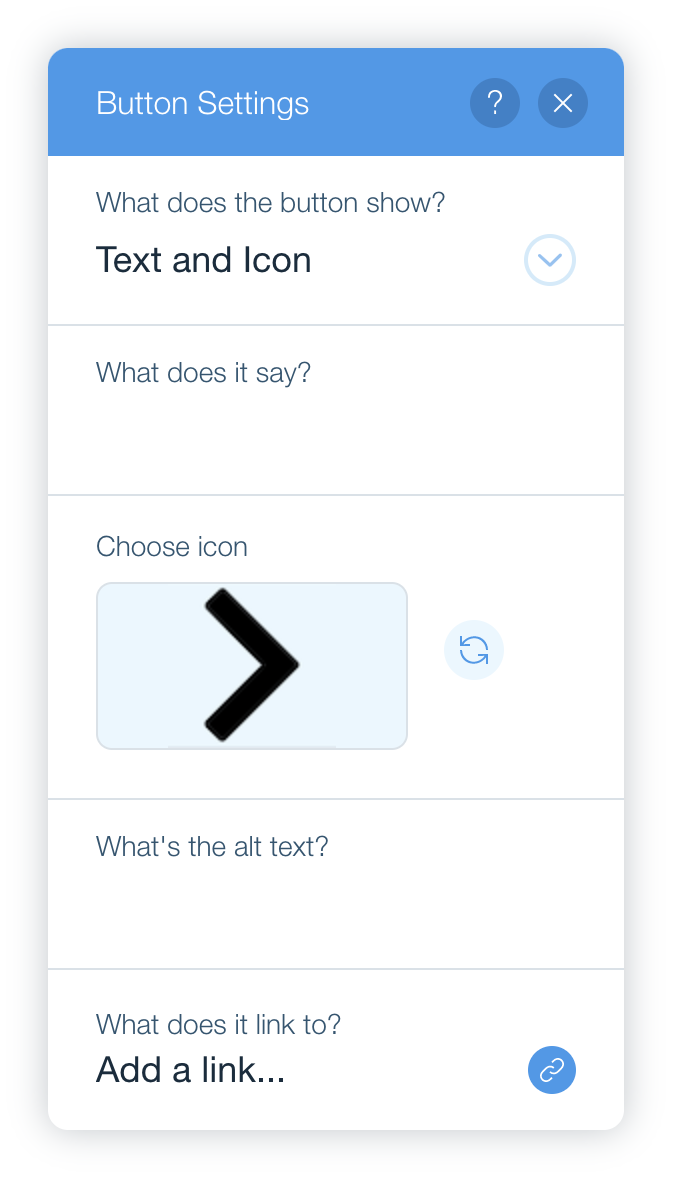 Button Settings
?
What does the button show?
Text and Icon
What does it say?
Choose icon
What's the alt text?
What does it link to?
Add a link...